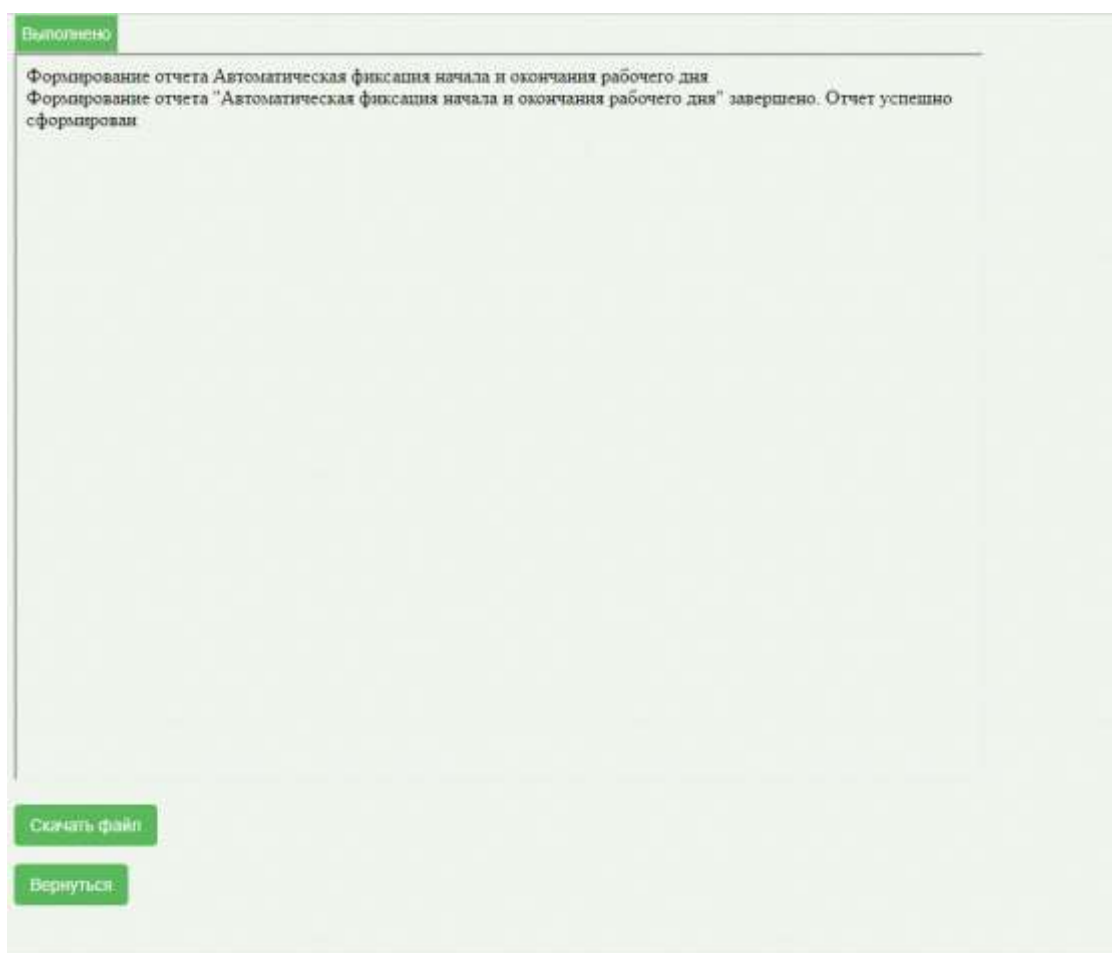 Выполнено
Формирование отчета Автоматическая фиксация начала и окончания рабочего дня
Формирование отчета "Автоматическая фиксация начала и окончания рабочего дня" завершено. Отчет успешно
сформирован
Скачать файл
Вернуться